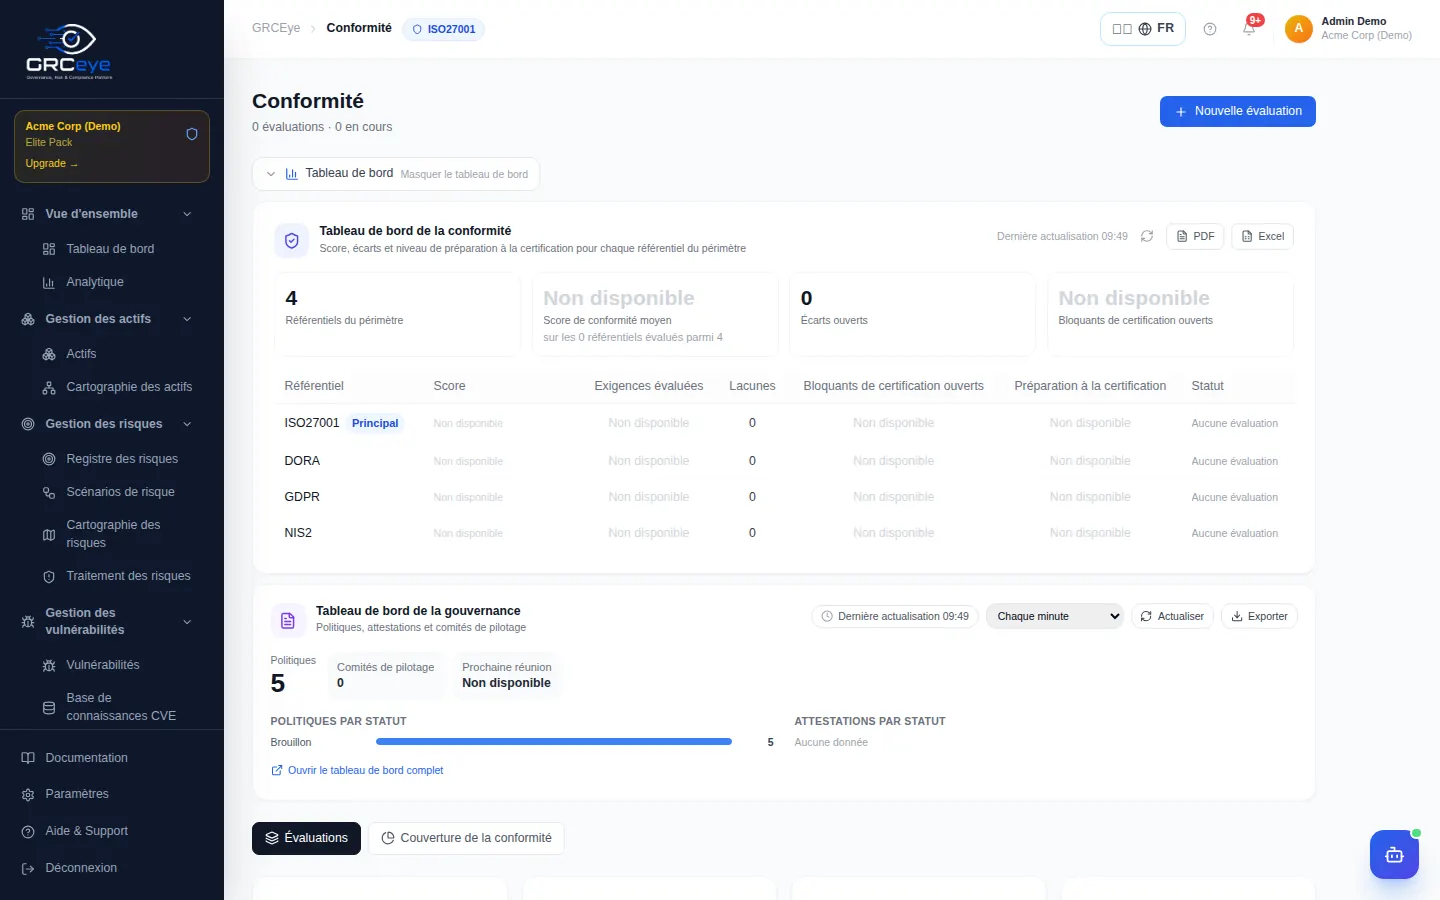 GRCeye
Governance, Risk & Compliance Platform
Acme Corp (Demo)
Elite Pack
Upgrade →
Vue d'ensemble
Tableau de bord
Analytique
Gestion des actifs
Actifs
Cartographie des actifs
Gestion des risques
Registre des risques
Scénarios de risque
Cartographie des
risques
Traitement des risques
Gestion des
vulnérabilités
Vulnérabilités
Base de
connaissances CVE
Documentation
Paramètres
Aide & Support
Déconnexion
GRCEye Conformité ISO27001
FR
9+
A
Admin Demo
Acme Corp (Demo)
Conformité
0 évaluations · 0 en cours
Nouvelle évaluation
Tableau de bord Masquer le tableau de bord
Tableau de bord de la conformité
Score, écarts et niveau de préparation à la certification pour chaque référentiel du périmètre
Dernière actualisation 09:49 PDF Excel
4
Référentiels du périmètre
Non disponible
Score de conformité moyen
sur les 0 référentiels évalués parmi 4
0
Écarts ouverts
Non disponible
Bloquants de certification ouverts
Référentiel Score Exigences évaluées Lacunes Bloquants de certification ouverts Préparation à la certification Statut
ISO27001 Principal Non disponible Non disponible 0 Non disponible Non disponible Aucune évaluation
DORA Non disponible Non disponible 0 Non disponible Non disponible Aucune évaluation
GDPR Non disponible Non disponible 0 Non disponible Non disponible Aucune évaluation
NIS2 Non disponible Non disponible 0 Non disponible Non disponible Aucune évaluation
Tableau de bord de la gouvernance
Politiques, attestations et comités de pilotage
Dernière actualisation 09:49 Chaque minute Actualiser Exporter
Politiques
5
Comités de pilotage
0
Prochaine réunion
Non disponible
POLITIQUES PAR STATUT
Brouillon 5
ATTESTATIONS PAR STATUT
Aucune donnée
Ouvrir le tableau de bord complet
Évaluations Couverture de la conformité